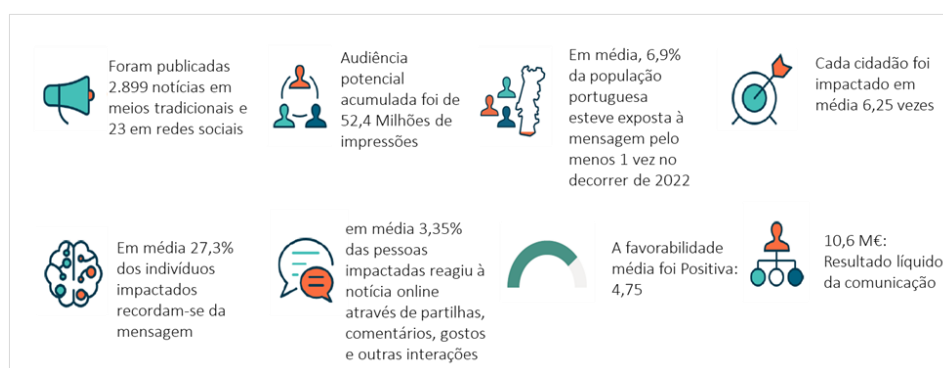 Foram publicadas
2.899 notícias em
meios tradicionais e
23 em redes sociais
Audiência
potencial
acumulada foi de
52,4 Milhões de
impressões
Em média, 6,9%
da população
portuguesa
esteve exposta à
mensagem pelo
menos 1 vez no
decorrer de 2022
Cada cidadão foi
impactado em
média 6,25 vezes
Em média 27,3%
dos indivíduos
impactados
recordam-se da
mensagem
em média 3,35%
das pessoas
impactadas reagiu à
notícia online
através de partilhas,
comentários, gostos
e outras interações
A favorabilidade
média foi Positiva:
4,75
10,6 M€:
Resultado líquido
da comunicação